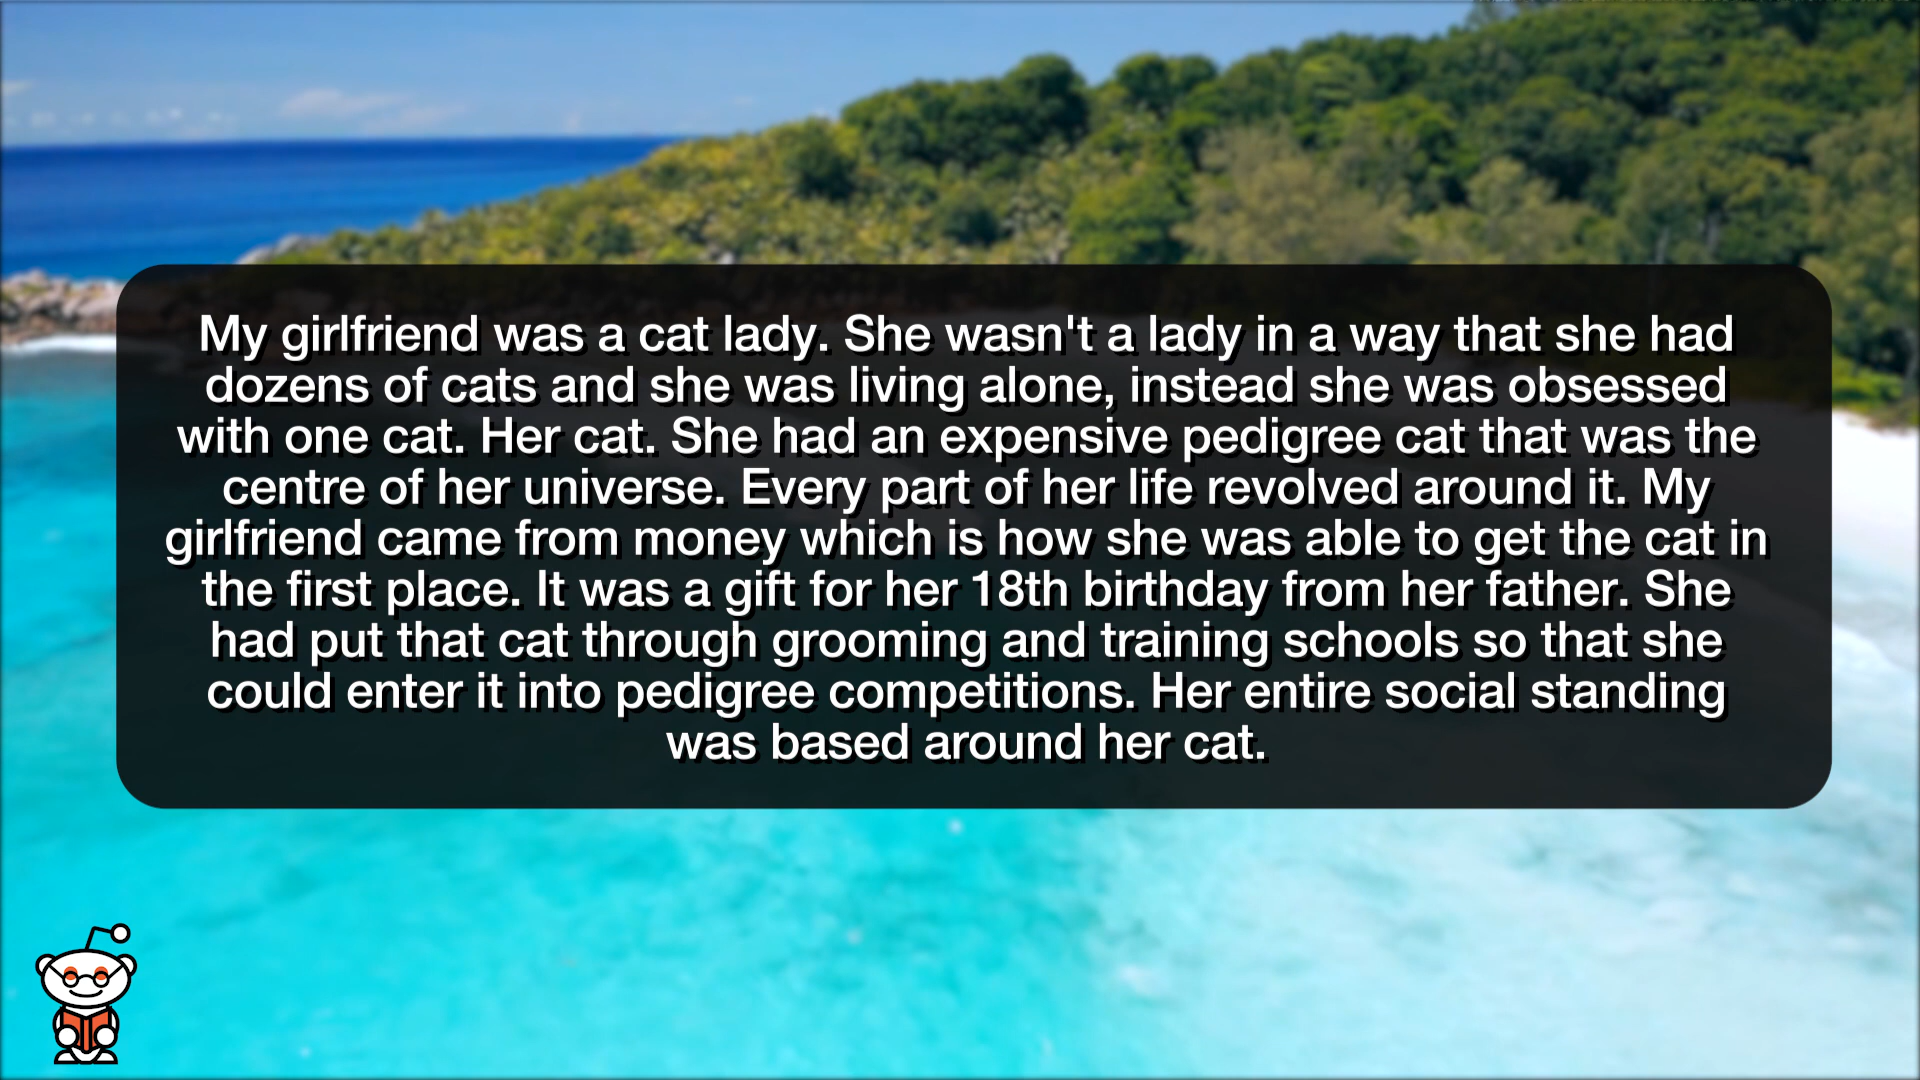 My girlfriend was a cat lady. She wasn't a lady in a way that she had
dozens of cats and she was living alone, instead she was obsessed
with one cat. Her cat. She had an expensive pedigree cat that was the
centre of her universe. Every part of her life revolved around it. My
girlfriend came from money which is how she was able to get the cat in
the first place. It was a gift for her 18th birthday from her father. She
had put that cat through grooming and training schools so that she
could enter it into pedigree competitions. Her entire social standing
was based around her cat.